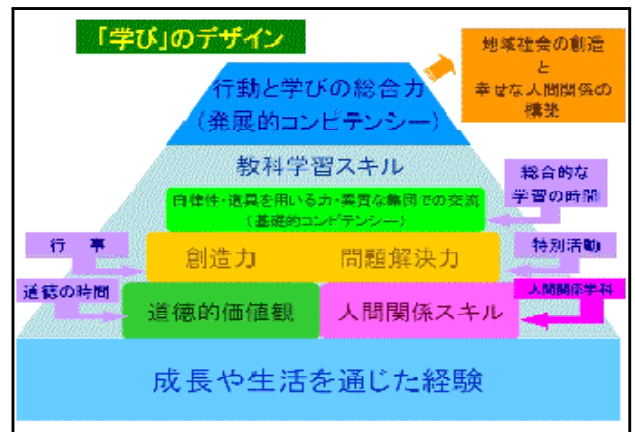 「学び」のデザイン
地域社会の創造
と
幸せな人間関係の
構築
行動と学びの総合力
(発展的コンピテンシー)
教科学習スキル
総合的な
学習の時間
自律性・道具を用いる力・異質な集団での交流
(基礎的コンピテンシー)
行 事
創造力 問題解決力
特別活動
道徳の時間
人間関係学科
道徳的価値観 人間関係スキル
成長や生活を通じた経験